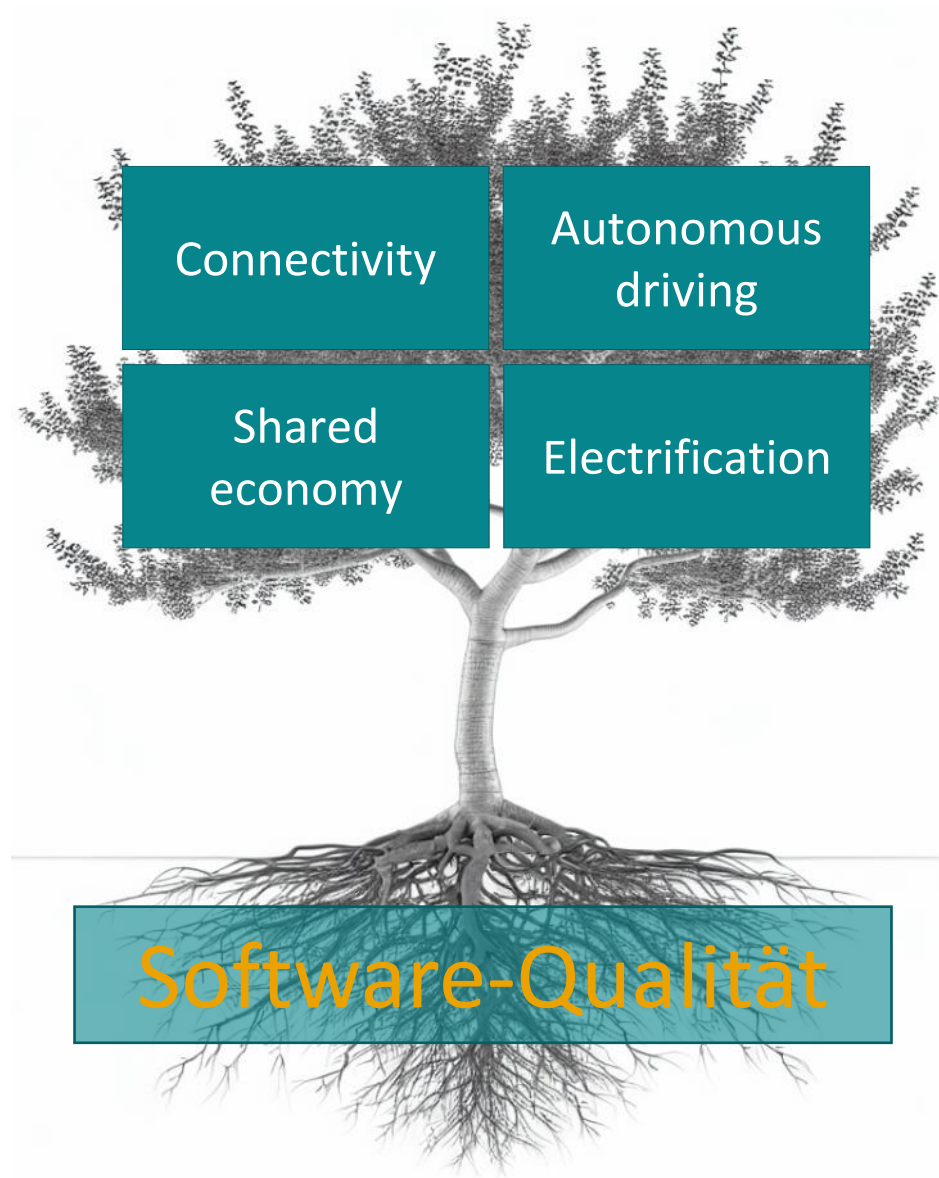 Connectivity
Autonomous
driving
Shared
economy
Electrification
Software-Qualität